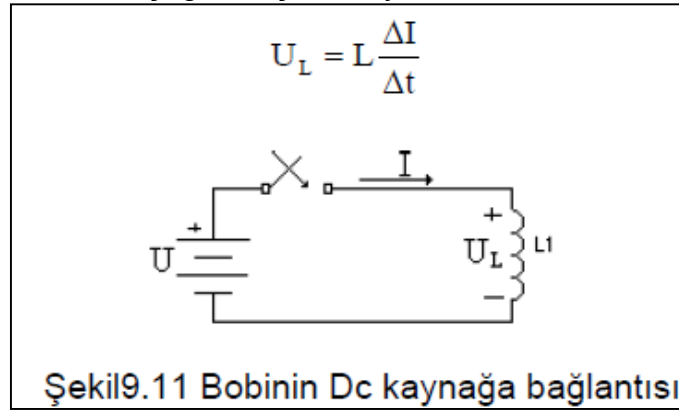 U_L = L ΔI/Δt
I
+
U
+
U_L
L1
−
Şekil9.11 Bobinin Dc kaynağa bağlantısı